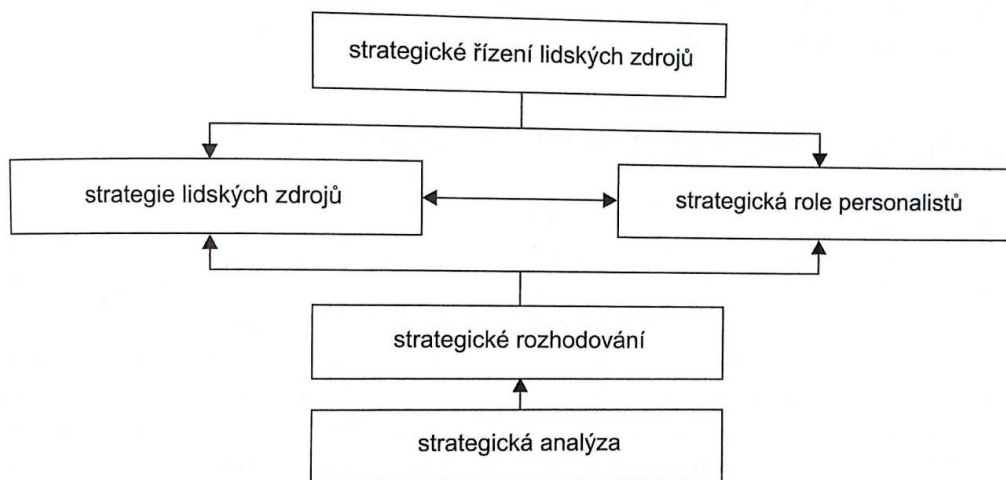 strategické řízení lidských zdrojů
strategie lidských zdrojů
strategická role personalistů
strategické rozhodování
strategická analýza